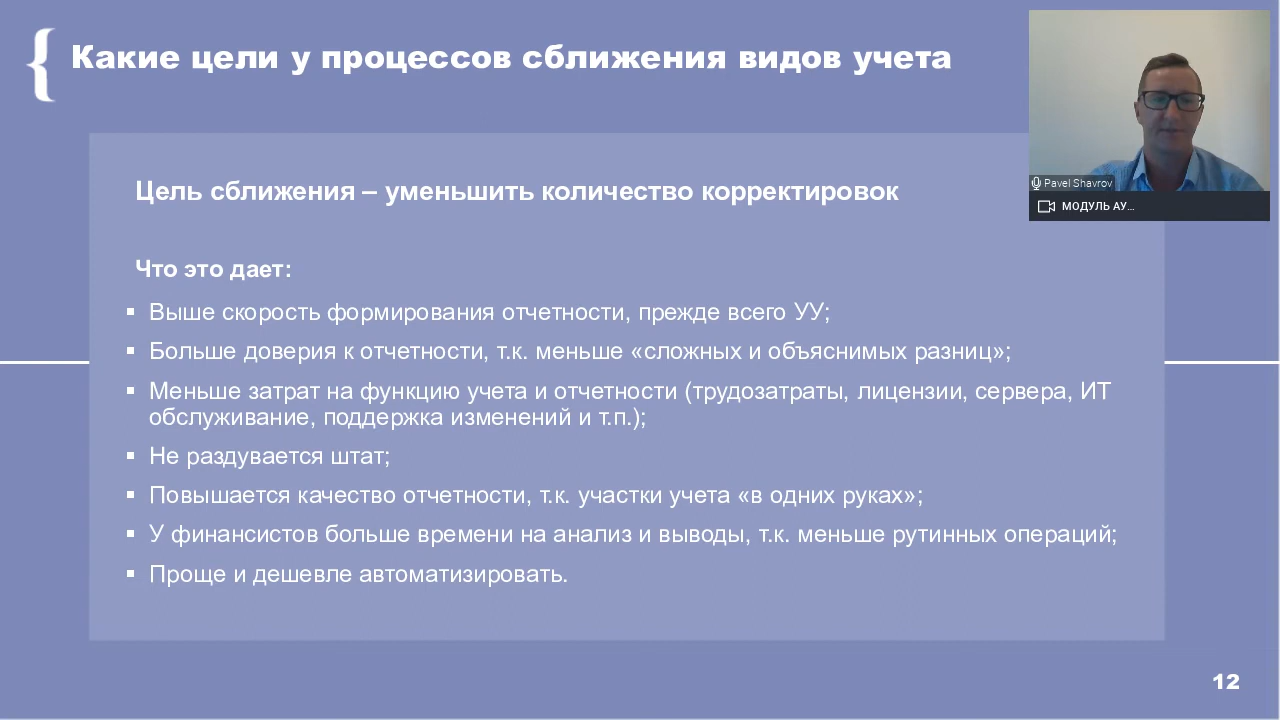 Какие цели у процессов сближения видов учета
Pavel Shavrov
МОДУЛЬ АУ...
Цель сближения – уменьшить количество корректировок
Что это дает:
▪ Выше скорость формирования отчетности, прежде всего УУ;
▪ Больше доверия к отчетности, т.к. меньше «сложных и объяснимых разниц»;
▪ Меньше затрат на функцию учета и отчетности (трудозатраты, лицензии, сервера, ИТ
обслуживание, поддержка изменений и т.п.);
▪ Не раздувается штат;
▪ Повышается качество отчетности, т.к. участки учета «в одних руках»;
▪ У финансистов больше времени на анализ и выводы, т.к. меньше рутинных операций;
▪ Проще и дешевле автоматизировать.
12